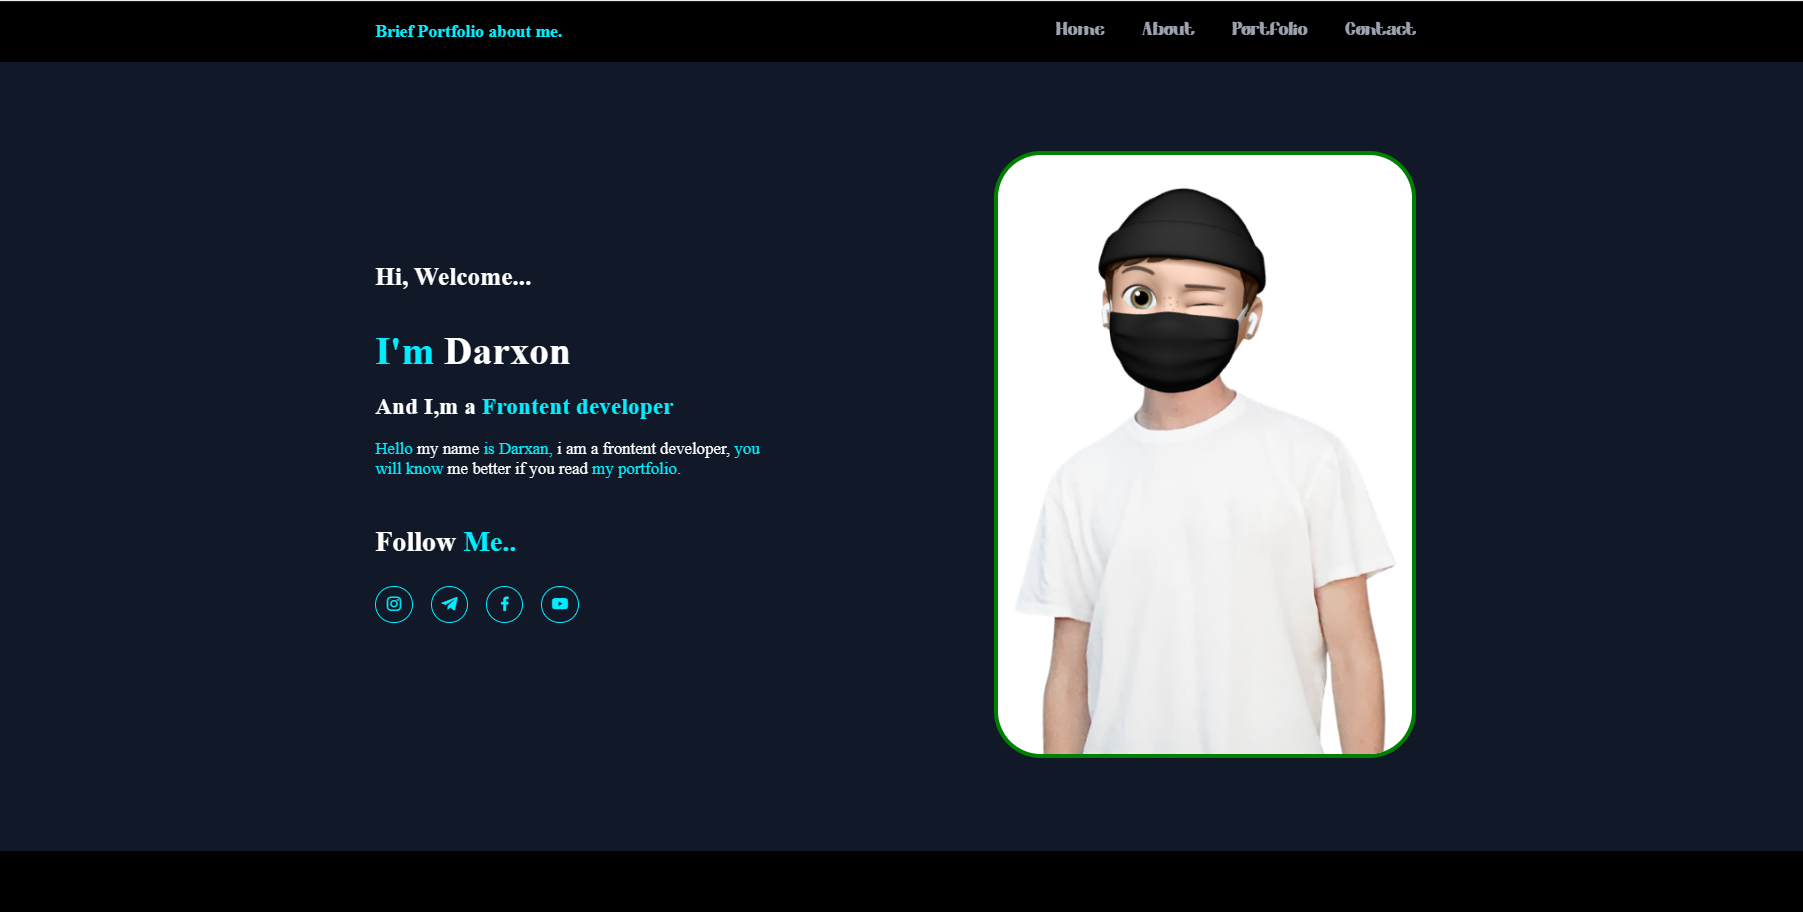 Brief Portfolio about me.
Home About Portfolio Contact
Hi, Welcome...
I'm Darxon
And I,m a Frontent developer
Hello my name is Darxan, i am a frontent developer, you
will know me better if you read my portfolio.
Follow Me..